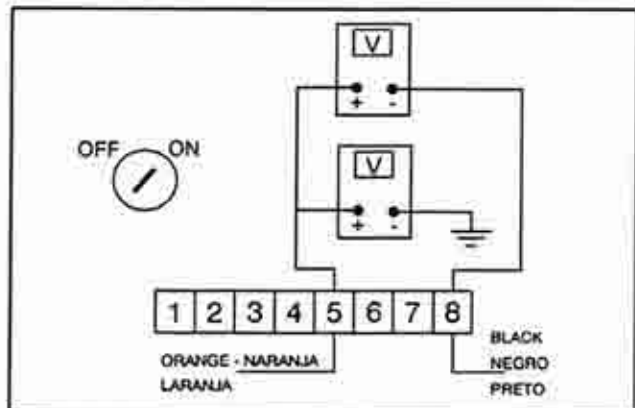 V
+ -
OFF ON
V
+ -
1 2 3 4 5 6 7 8
ORANGE - NARANJA
LARANJA
BLACK
NEGRO
PRETO